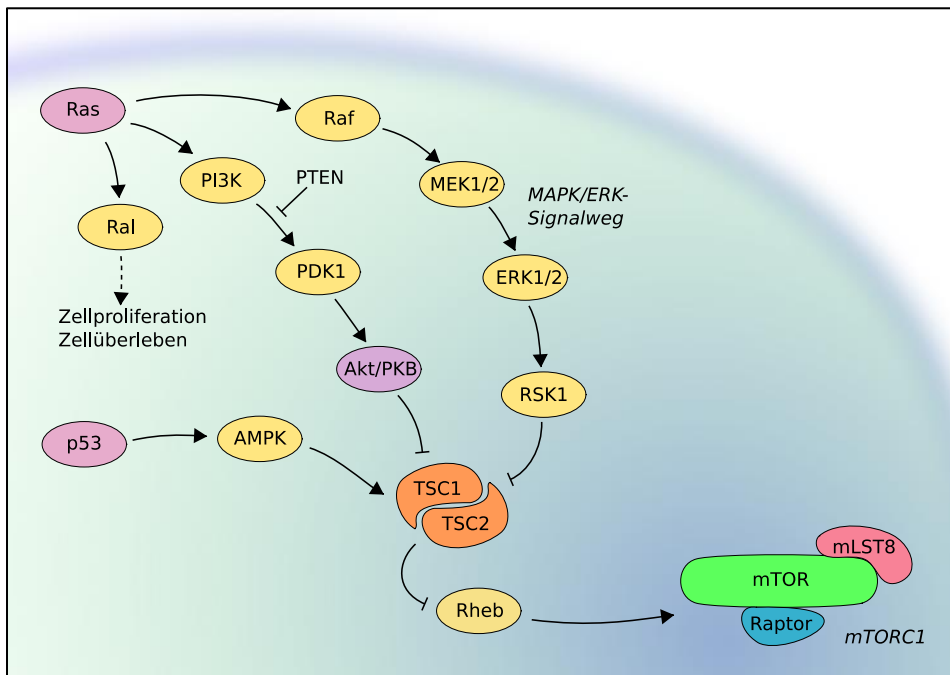 Ras
Raf
PI3K
PTEN
MEK1/2
MAPK/ERK-
Signalweg
Ral
PDK1
ERK1/2
Zellproliferation
Zellüberleben
Akt/PKB
RSK1
p53
AMPK
TSC1
TSC2
mLST8
mTOR
Rheb
Raptor
mTORC1